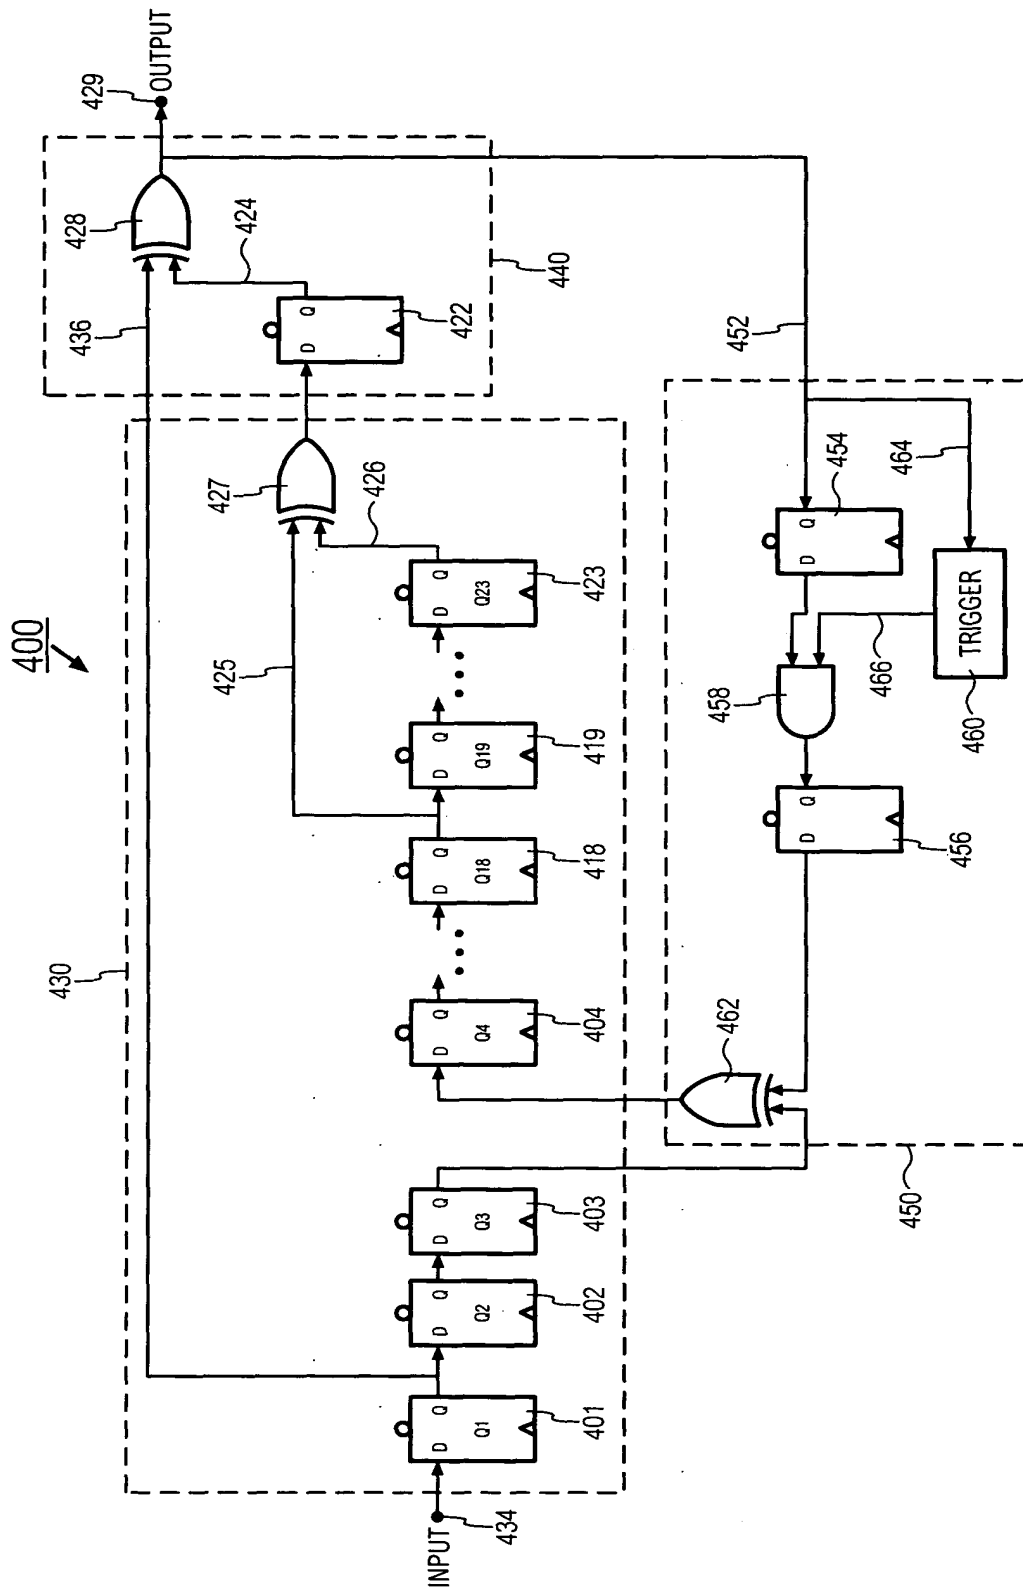 400
430
436
428
429
OUTPUT
424
440
D Q
422
427
425
426
INPUT
434
D Q
Q1
401
D Q
Q2
402
D Q
Q3
403
D Q
Q4
404
D Q
Q18
418
D Q
Q19
419
D Q
Q23
423
452
450
462
D Q
456
458
D Q
454
464
466
TRIGGER
460